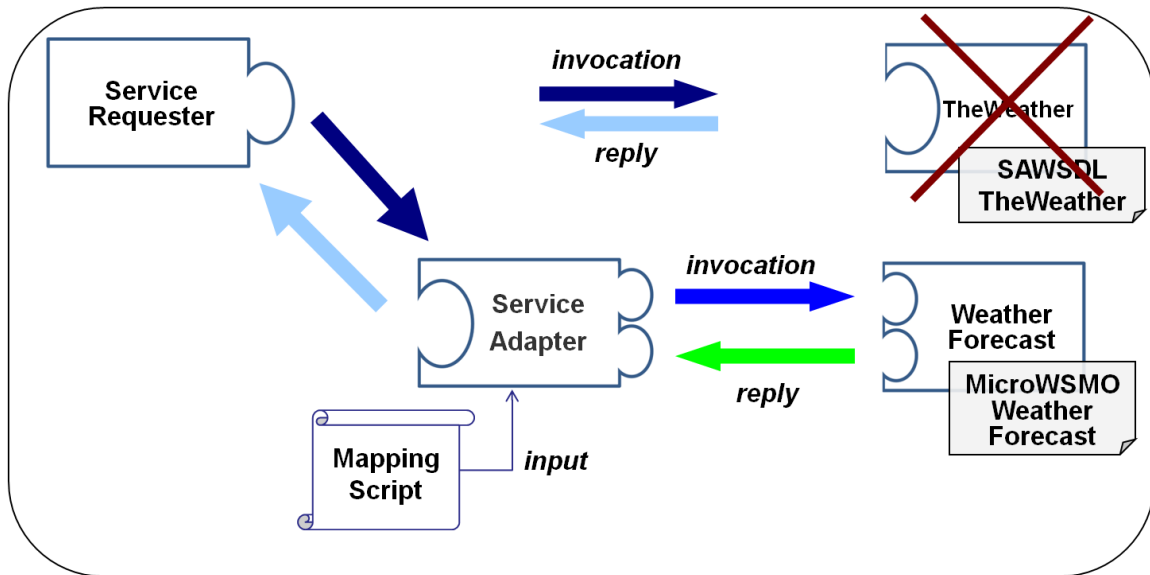 Service
Requester
invocation
reply
TheWeather
SAWSDL
TheWeather
Service
Adapter
invocation
reply
Weather
Forecast
MicroWSMO
Weather
Forecast
Mapping
Script
input